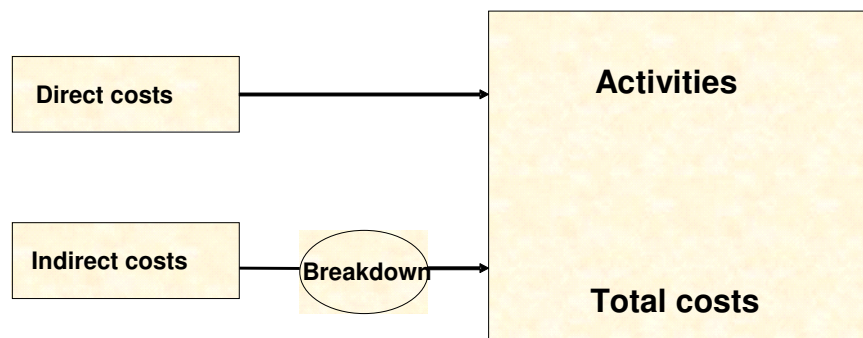 Direct costs
Activities
Indirect costs
Breakdown
Total costs